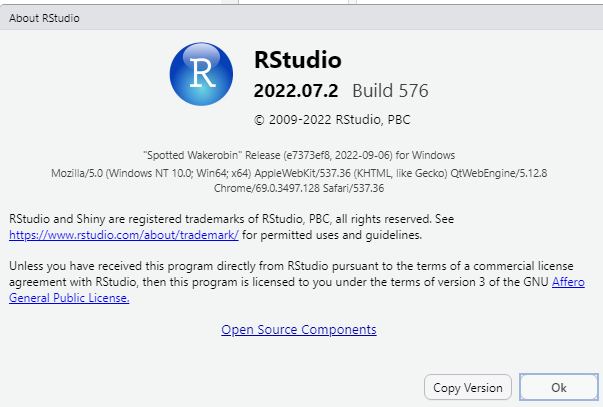 About RStudio
R
RStudio
2022.07.2 Build 576
© 2009-2022 RStudio, PBC
"Spotted Wakerobin" Release (e7373ef8, 2022-09-06) for Windows
Mozilla/5.0 (Windows NT 10.0; Win64; x64) AppleWebKit/537.36 (KHTML, like Gecko) QtWebEngine/5.12.8
Chrome/69.0.3497.128 Safari/537.36
RStudio and Shiny are registered trademarks of RStudio, PBC, all rights reserved. See
https://www.rstudio.com/about/trademark/ for permitted uses and guidelines.
Unless you have received this program directly from RStudio pursuant to the terms of a commercial license
agreement with RStudio, then this program is licensed to you under the terms of version 3 of the GNU Affero
General Public License.
Open Source Components
Copy Version
Ok